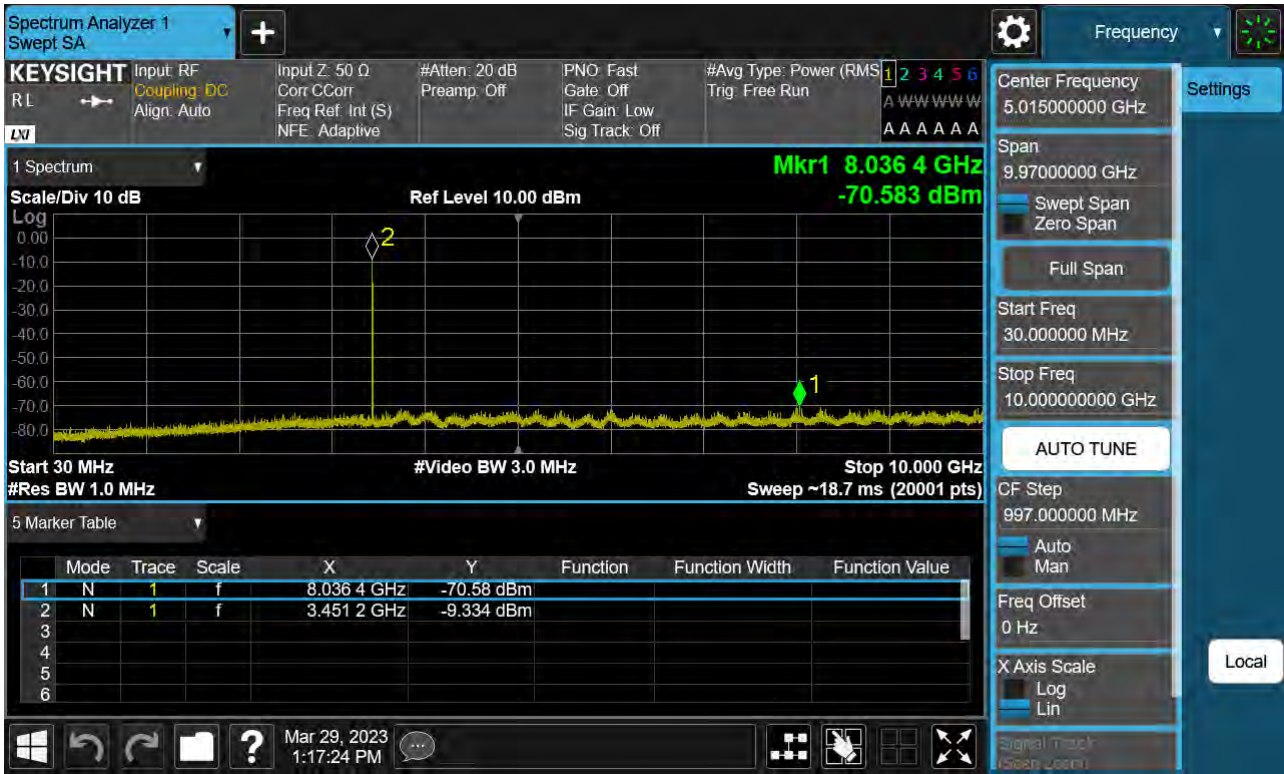 Spectrum Analyzer 1
Swept SA
Frequency
KEYSIGHT
RL
LXI
Input: RF
Coupling: DC
Align: Auto
Input Z: 50 Ω
Corr CCorr
Freq Ref: Int (S)
NFE: Adaptive
#Atten: 20 dB
Preamp: Off
PNO: Fast
Gate: Off
IF Gain: Low
Sig Track: Off
#Avg Type: Power (RMS
Trig: Free Run
1 2 3 4 5 6
A W W W W W
A A A A A A
1 Spectrum
Mkr1 8.036 4 GHz
Scale/Div 10 dB
Ref Level 10.00 dBm
-70.583 dBm
Log
0.00
-10.0
-20.0
-30.0
-40.0
-50.0
-60.0
-70.0
-80.0
2
1
Start 30 MHz
#Video BW 3.0 MHz
Stop 10.000 GHz
#Res BW 1.0 MHz
Sweep ~18.7 ms (20001 pts)
5 Marker Table
Mode Trace Scale X Y Function Function Width Function Value
1 N 1 f 8.036 4 GHz -70.58 dBm
2 N 1 f 3.451 2 GHz -9.334 dBm
3
4
5
6
Mar 29, 2023
1:17:24 PM
?
Center Frequency
5.015000000 GHz
Settings
Span
9.97000000 GHz
Swept Span
Zero Span
Full Span
Start Freq
30.000000 MHz
Stop Freq
10.000000000 GHz
AUTO TUNE
CF Step
997.000000 MHz
Auto
Man
Freq Offset
0 Hz
X Axis Scale
Log
Lin
Local
Signal Track
(Span Zoom)